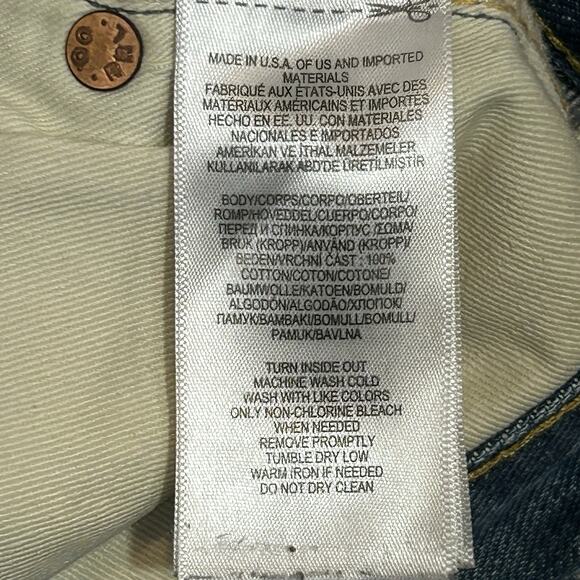 MADE IN U.S.A. OF US AND IMPORTED
MATERIALS
FABRIQUÉ AUX ÉTATS-UNIS AVEC DES
MATÉRIAUX AMÉRICAINS ET IMPORTÉS
HECHO EN EE. UU. CON MATERIALES
NACIONALES E IMPORTADOS
AMERİKAN VE İTHAL MALZEMELER
KULLANILARAK ABD'DE ÜRETİLMİŞTİR
BODY/CORPS/CORPO/OBERTEIL/
ROMP/HOVEDDEL/CUERPO/CORPO/
ПЕРЕД И СПИНКА/КОРПУС /ΣΩΜΑ/
BRUK (KROPP)/ANVÄND (KROPP)/
BEDEN/VRCHNÍ ČÁST : 100%
COTTON/COTON/COTONE/
BAUMWOLLE/KATOEN/BOMULD/
ALGODÓN/ALGODÃO/ХЛОПОК/
ПАМУК/ΒΑΜΒΑΚΙ/BOMULL/BOMULL/
PAMUK/BAVLNA
TURN INSIDE OUT
MACHINE WASH COLD
WASH WITH LIKE COLORS
ONLY NON-CHLORINE BLEACH
WHEN NEEDED
REMOVE PROMPTLY
TUMBLE DRY LOW
WARM IRON IF NEEDED
DO NOT DRY CLEAN